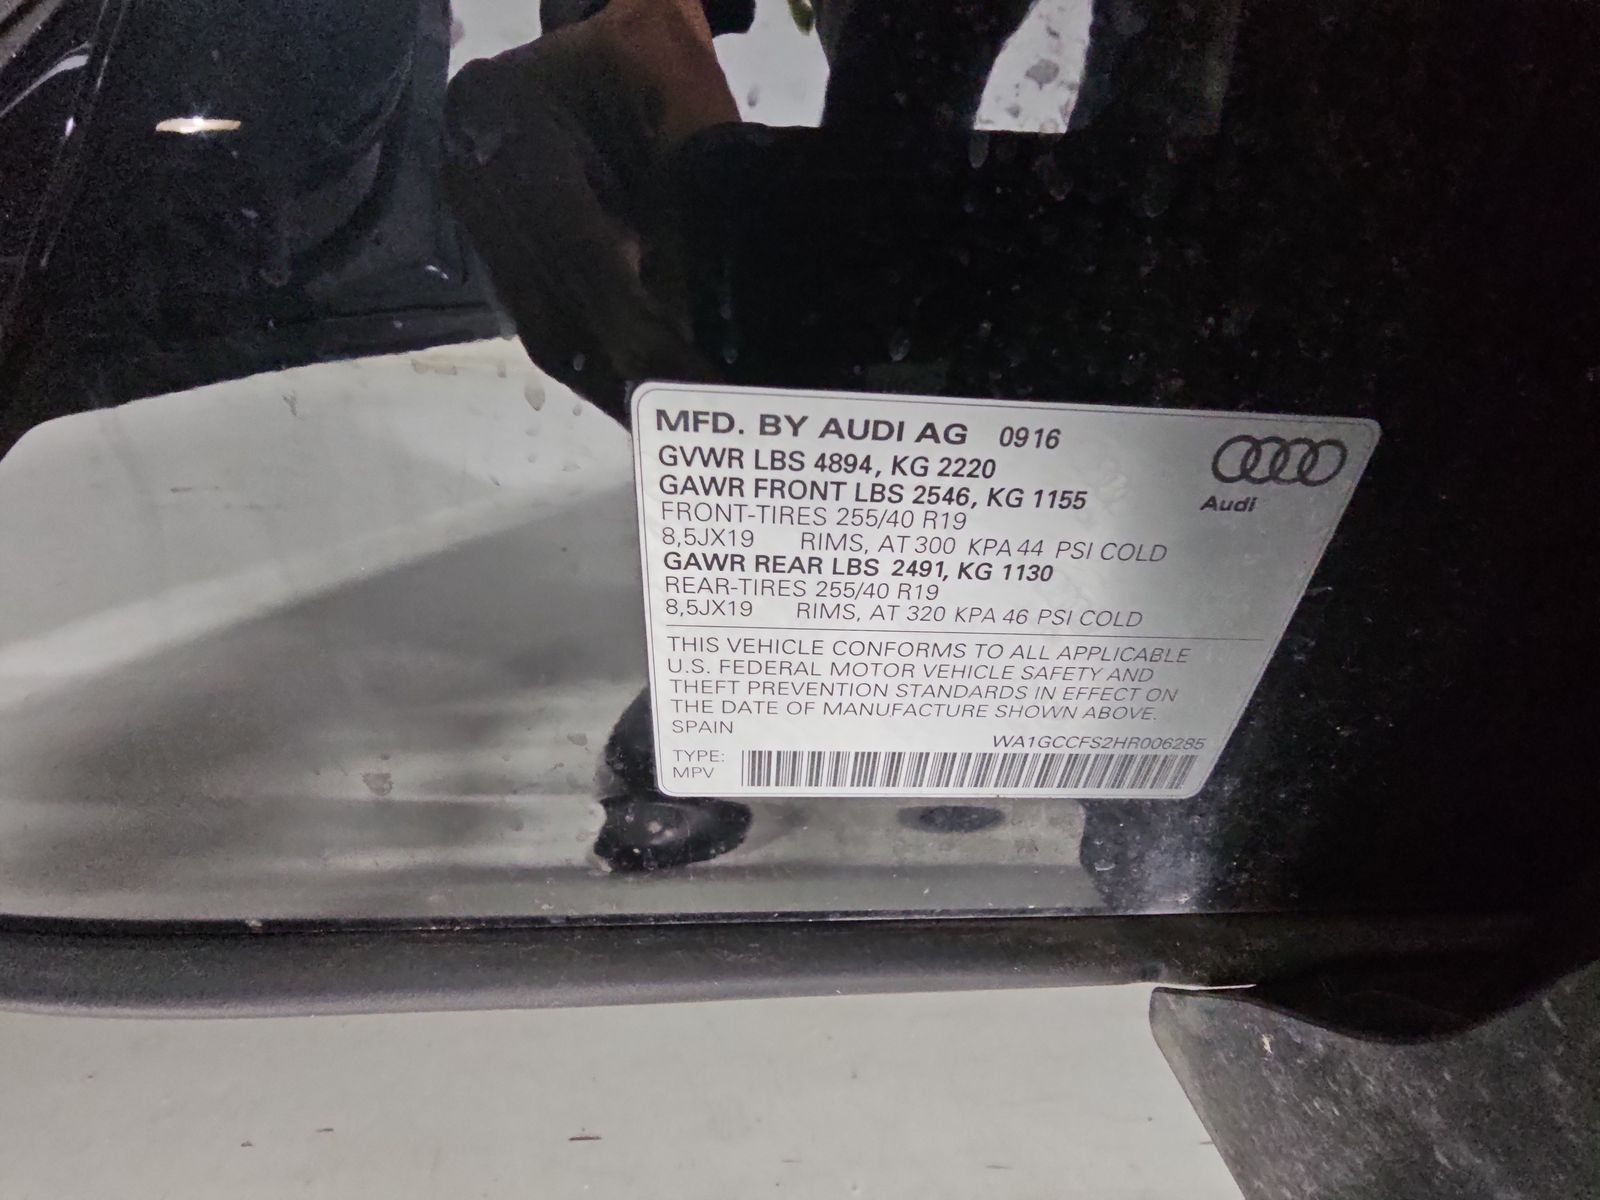 MFD. BY AUDI AG 0916
GVWR LBS 4894, KG 2220
GAWR FRONT LBS 2546, KG 1155
FRONT-TIRES 255/40 R19
8,5JX19 RIMS, AT 300 KPA 44 PSI COLD
GAWR REAR LBS 2491, KG 1130
REAR-TIRES 255/40 R19
8,5JX19 RIMS, AT 320 KPA 46 PSI COLD
Audi
THIS VEHICLE CONFORMS TO ALL APPLICABLE
U.S. FEDERAL MOTOR VEHICLE SAFETY AND
THEFT PREVENTION STANDARDS IN EFFECT ON
THE DATE OF MANUFACTURE SHOWN ABOVE.
SPAIN
WA1GCCFS2HR006285
TYPE:
MPV